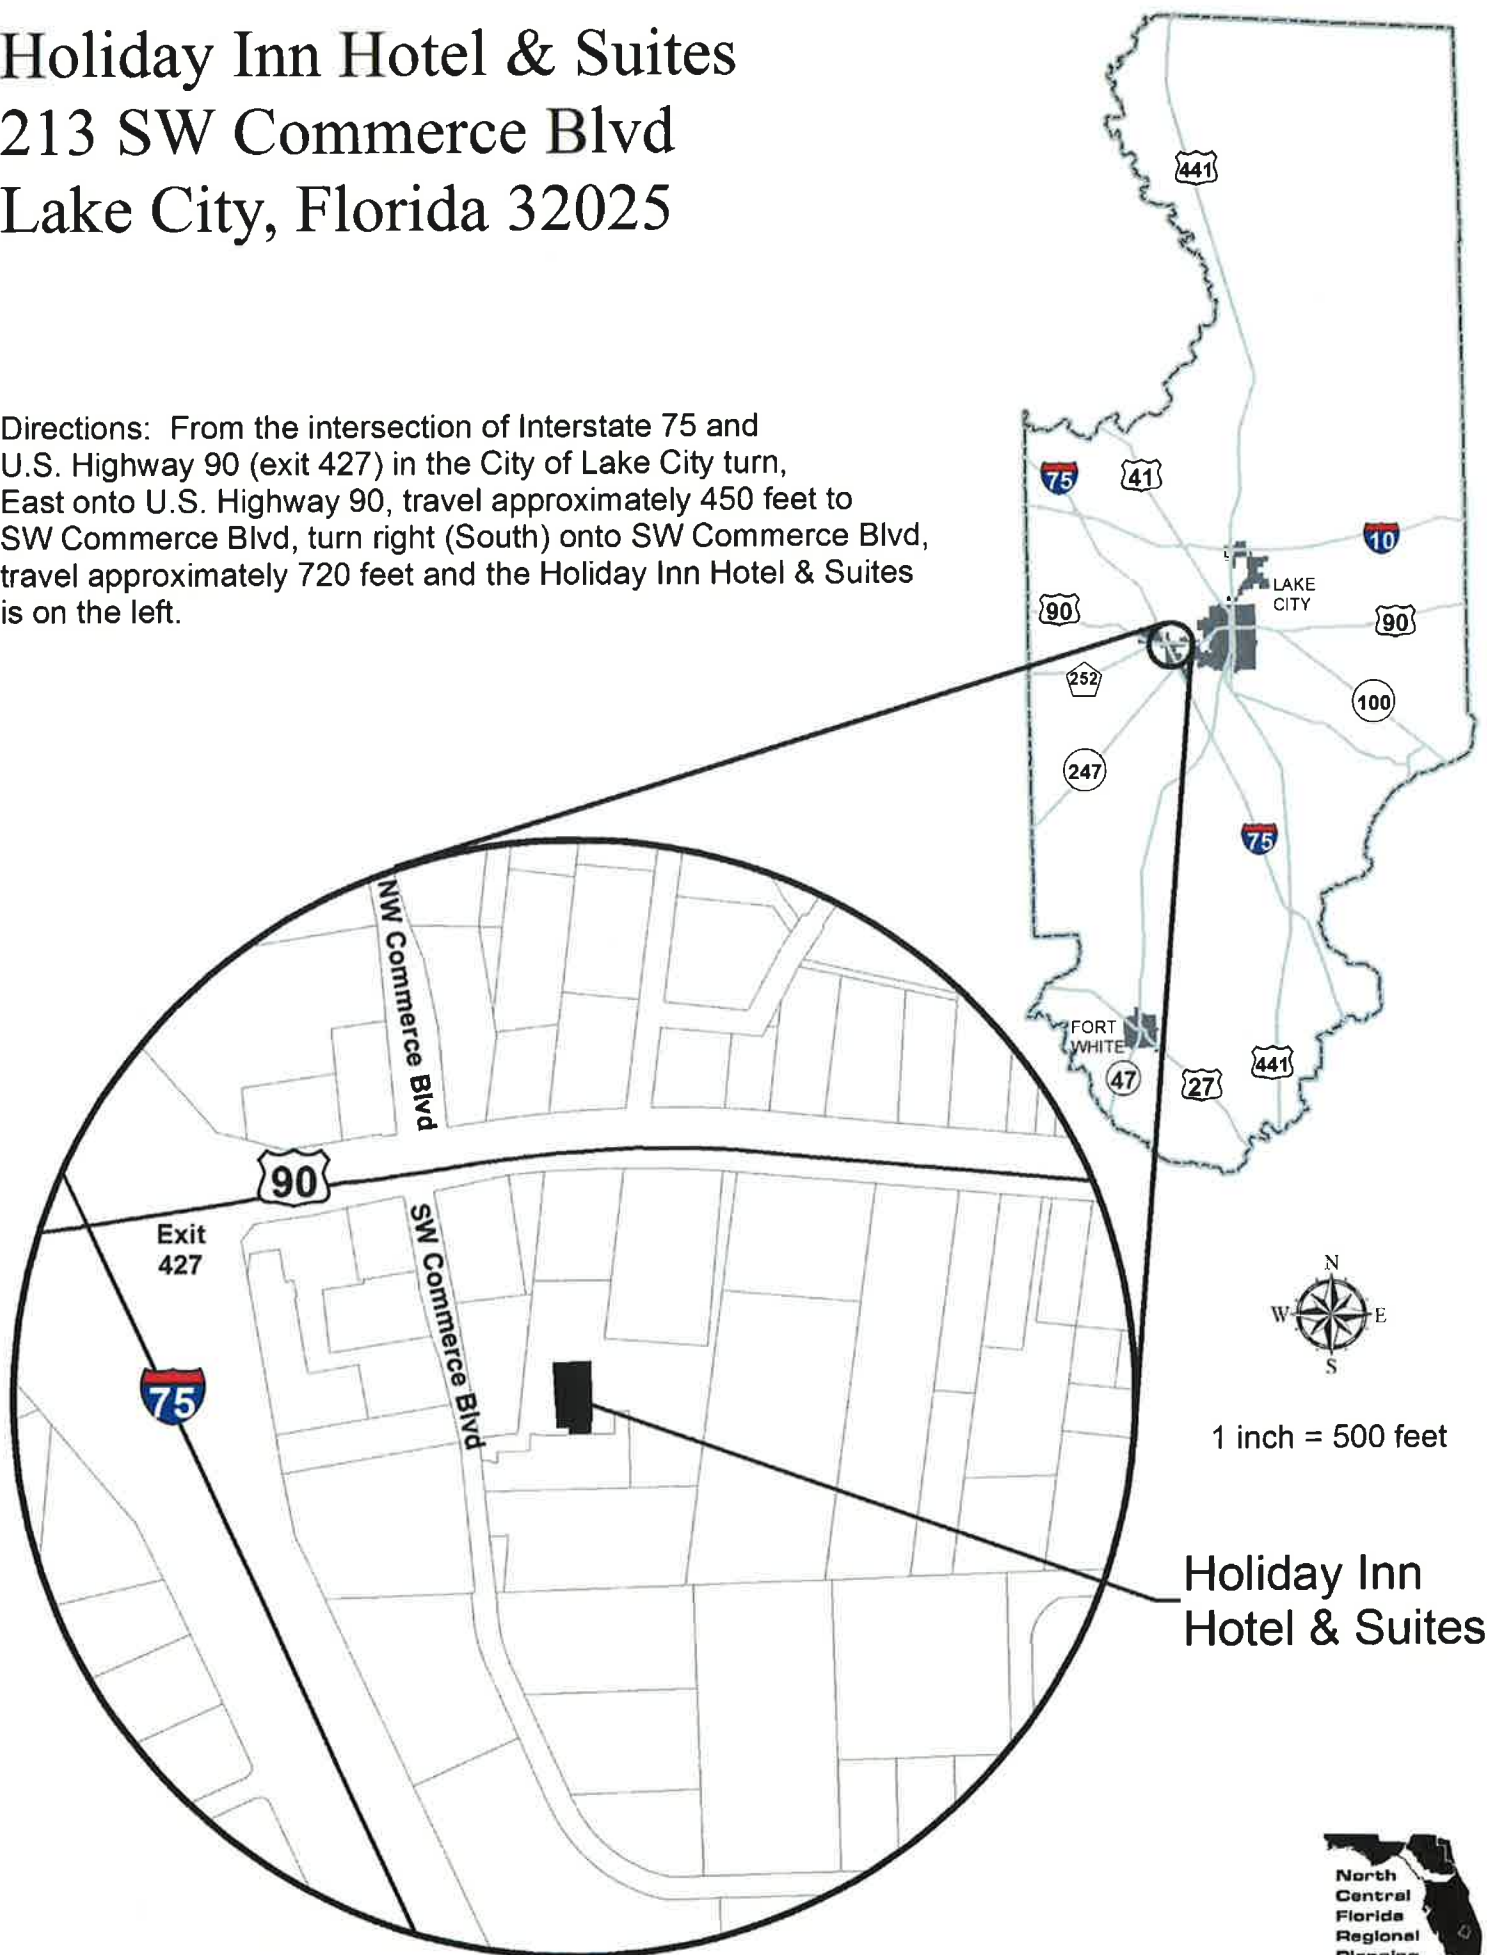 Holiday Inn Hotel & Suites
213 SW Commerce Blvd
Lake City, Florida 32025
Directions: From the intersection of Interstate 75 and
U.S. Highway 90 (exit 427) in the City of Lake City turn,
East onto U.S. Highway 90, travel approximately 450 feet to
SW Commerce Blvd, turn right (South) onto SW Commerce Blvd,
travel approximately 720 feet and the Holiday Inn Hotel & Suites
is on the left.
441
75
41
10
LAKE
CITY
90
90
252
100
247
75
FORT
WHITE
47
27
441
NW Commerce Blvd
90
Exit
427
SW Commerce Blvd
75
N
W
E
S
1 inch = 500 feet
Holiday Inn
Hotel & Suites
North
Central
Florida
Regional
Planning